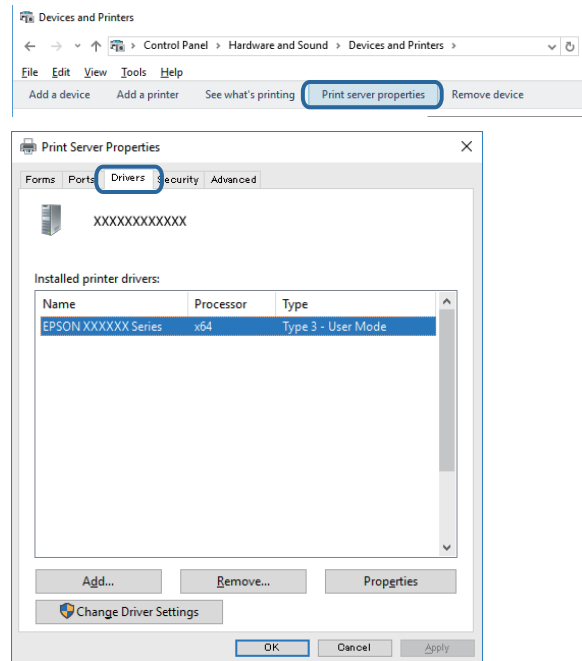 Devices and Printers
Control Panel > Hardware and Sound > Devices and Printers >
File Edit View Tools Help
Add a device Add a printer See what's printing Print server properties Remove device
Print Server Properties
Forms Ports Drivers Security Advanced
XXXXXXXXXXXX
Installed printer drivers:
Name Processor Type
EPSON XXXXXX Series x64 Type 3 - User Mode
Add... Remove... Properties
Change Driver Settings
OK Cancel Apply